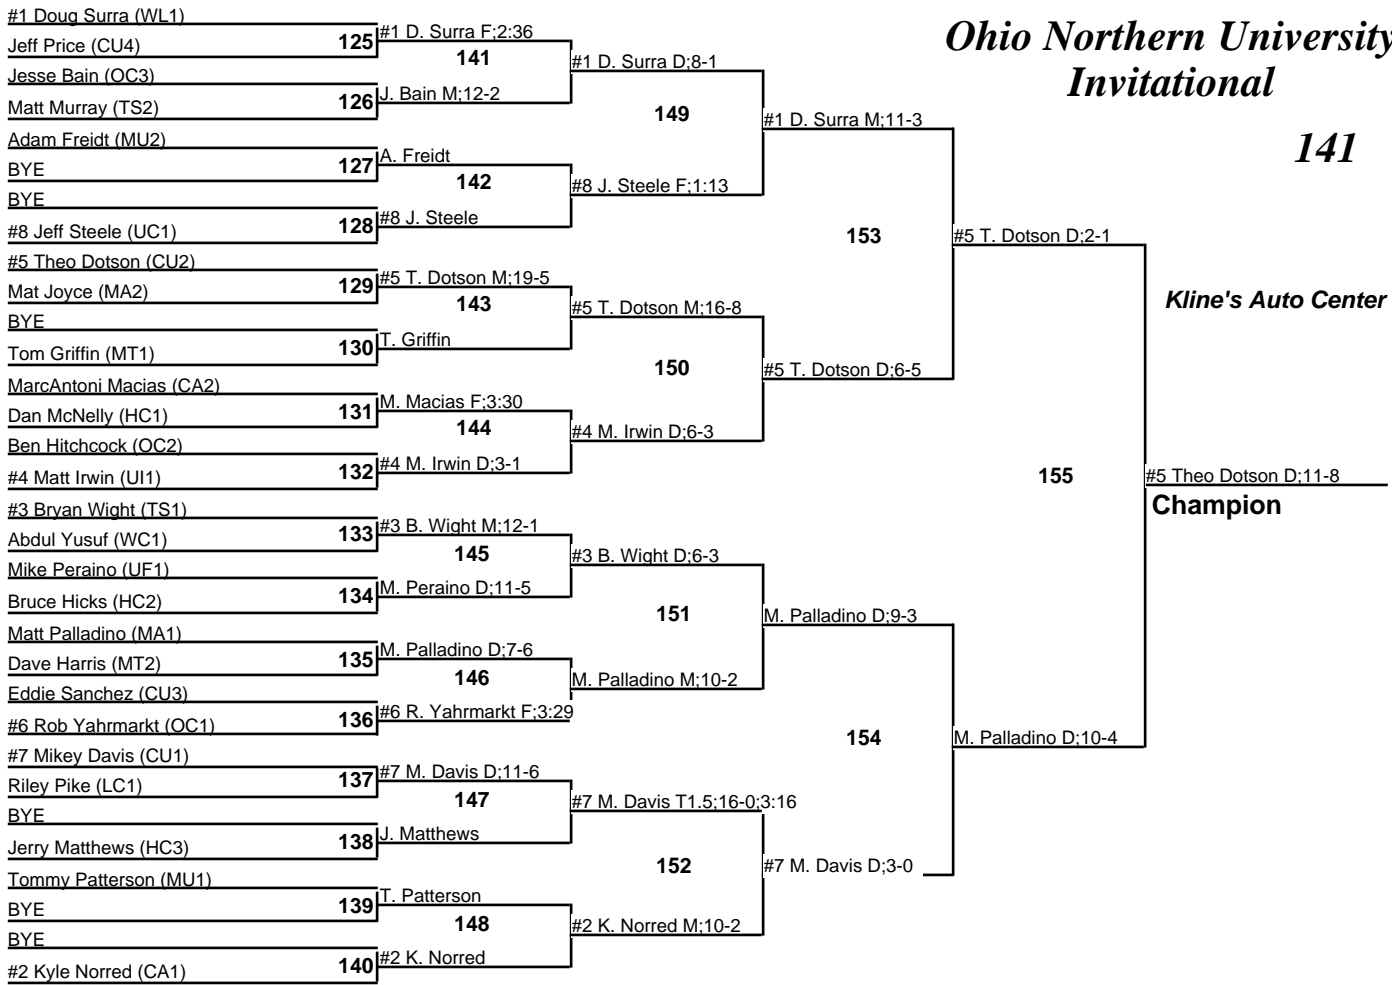 Ohio Northern University
Invitational
141
Kline's Auto Center
#1 Doug Surra (WL1)
Jeff Price (CU4)
Jesse Bain (OC3)
Matt Murray (TS2)
Adam Freidt (MU2)
BYE
BYE
#8 Jeff Steele (UC1)
#5 Theo Dotson (CU2)
Mat Joyce (MA2)
BYE
Tom Griffin (MT1)
MarcAntoni Macias (CA2)
Dan McNelly (HC1)
Ben Hitchcock (OC2)
#4 Matt Irwin (UI1)
#3 Bryan Wight (TS1)
Abdul Yusuf (WC1)
Mike Peraino (UF1)
Bruce Hicks (HC2)
Matt Palladino (MA1)
Dave Harris (MT2)
Eddie Sanchez (CU3)
#6 Rob Yahrmarkt (OC1)
#7 Mikey Davis (CU1)
Riley Pike (LC1)
BYE
Jerry Matthews (HC3)
Tommy Patterson (MU1)
BYE
BYE
#2 Kyle Norred (CA1)
125
126
127
128
129
130
131
132
133
134
135
136
137
138
139
140
#1 D. Surra F;2:36
J. Bain M;12-2
A. Freidt
#8 J. Steele
#5 T. Dotson M;19-5
T. Griffin
M. Macias F;3:30
#4 M. Irwin D;3-1
#3 B. Wight M;12-1
M. Peraino D;11-5
M. Palladino D;7-6
#6 R. Yahrmarkt F;3:29
#7 M. Davis D;11-6
J. Matthews
T. Patterson
#2 K. Norred
141
142
143
144
145
146
147
148
#1 D. Surra D;8-1
#8 J. Steele F;1:13
#5 T. Dotson M;16-8
#4 M. Irwin D;6-3
#3 B. Wight D;6-3
M. Palladino M;10-2
#7 M. Davis T1.5;16-0;3:16
#2 K. Norred M;10-2
149
150
151
152
#1 D. Surra M;11-3
#5 T. Dotson D;6-5
M. Palladino D;9-3
#7 M. Davis D;3-0
153
154
#5 T. Dotson D;2-1
M. Palladino D;10-4
155
#5 Theo Dotson D;11-8
Champion